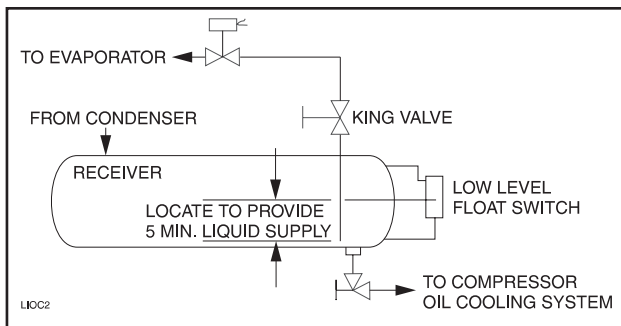 TO EVAPORATOR
FROM CONDENSER
KING VALVE
RECEIVER
LOCATE TO PROVIDE
5 MIN. LIQUID SUPPLY
LOW LEVEL
FLOAT SWITCH
TO COMPRESSOR
OIL COOLING SYSTEM
LIOC2